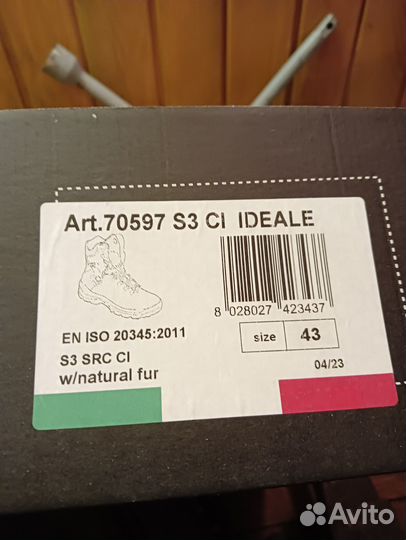 Art.70597 S3 CI IDEALE
8 028027 423437
EN ISO 20345:2011
size 43
S3 SRC CI
w/natural fur
04/23
Avito